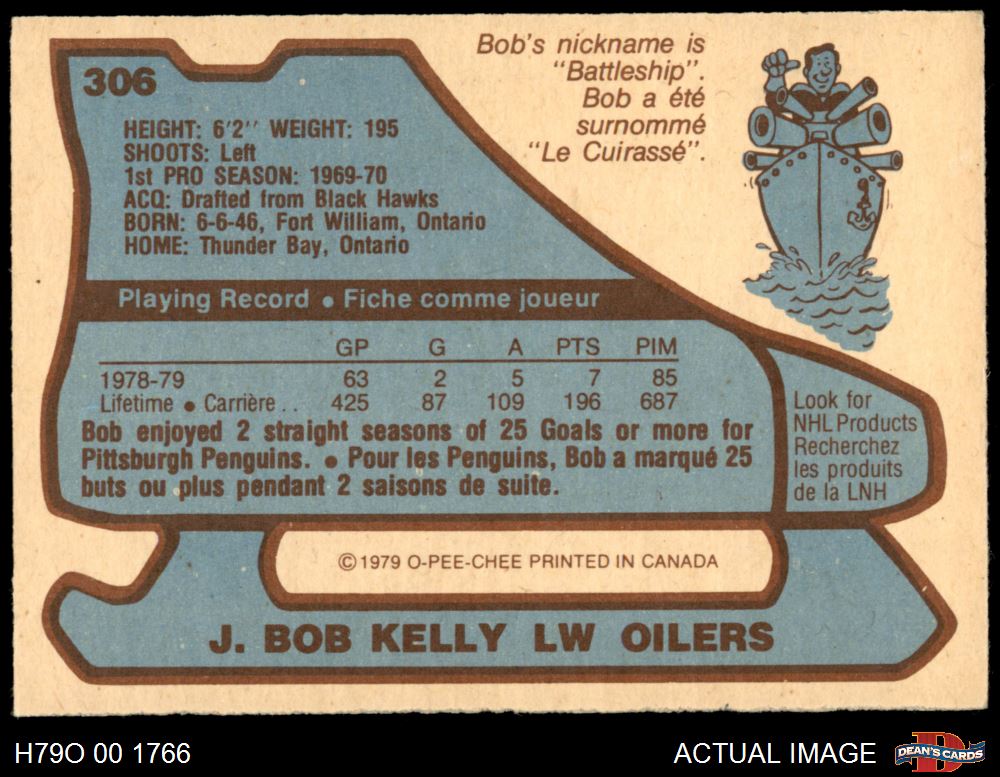 306
Bob's nickname is
"Battleship".
Bob a été
surnommé
"Le Cuirassé".
HEIGHT: 6'2" WEIGHT: 195
SHOOTS: Left
1st PRO SEASON: 1969-70
ACQ: Drafted from Black Hawks
BORN: 6-6-46, Fort William, Ontario
HOME: Thunder Bay, Ontario
Playing Record • Fiche comme joueur
GP G A PTS PIM
1978-79 63 2 5 7 85
Lifetime • Carrière .. 425 87 109 196 687
Bob enjoyed 2 straight seasons of 25 Goals or more for
Pittsburgh Penguins. • Pour les Penguins, Bob a marqué 25
buts ou plus pendant 2 saisons de suite.
Look for
NHL Products
Recherchez
les produits
de la LNH
© 1979 O-PEE-CHEE PRINTED IN CANADA
J. BOB KELLY LW OILERS
H79O 00 1766
ACTUAL IMAGE
DEAN'S CARDS